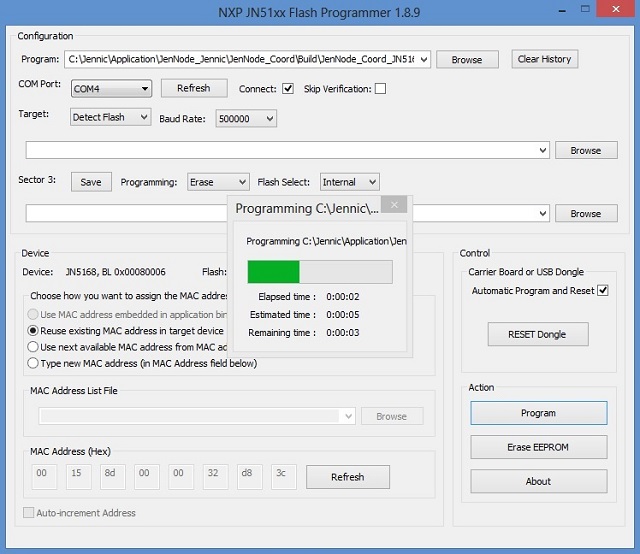 NXP JN51xx Flash Programmer 1.8.9
Configuration
Program: C:\Jennic\Application\JenNode_Jennic\JenNode_Coord\Build\JenNode_Coord_JN516 Browse Clear History
COM Port: COM4 Refresh Connect: Skip Verification:
Target: Detect Flash Baud Rate: 500000
Browse
Sector 3: Save Programming: Erase Flash Select: Internal
Browse
Programming C:\Jennic\...
Programming C:\Jennic\Application\Jen
Elapsed time : 0:00:02
Estimated time : 0:00:05
Remaining time : 0:00:03
Device
Device: JN5168, BL 0x00080006 Flash:
Choose how you want to assign the MAC addres
Use MAC address embedded in application bin
Reuse existing MAC address in target device
Use next available MAC address from MAC ad
Type new MAC address (in MAC Address field below)
MAC Address List File
Browse
MAC Address (Hex)
00 15 8d 00 00 32 d8 3c Refresh
Auto-increment Address
Control
Carrier Board or USB Dongle
Automatic Program and Reset
RESET Dongle
Action
Program
Erase EEPROM
About